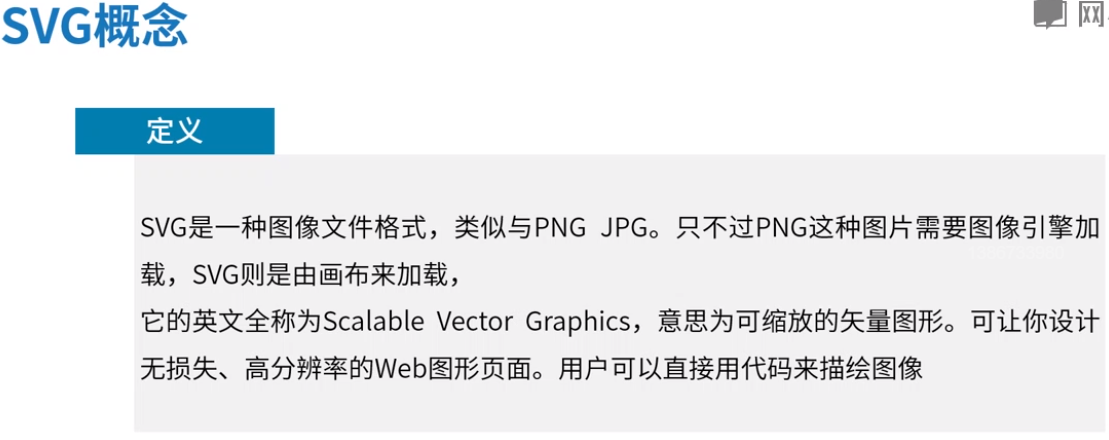 SVG概念
网
定义
SVG是一种图像文件格式，类似与PNG JPG。只不过PNG这种图片需要图像引擎加
载，SVG则是由画布来加载，
它的英文全称为Scalable Vector Graphics，意思为可缩放的矢量图形。可让你设计
无损失、高分辨率的Web图形页面。用户可以直接用代码来描绘图像